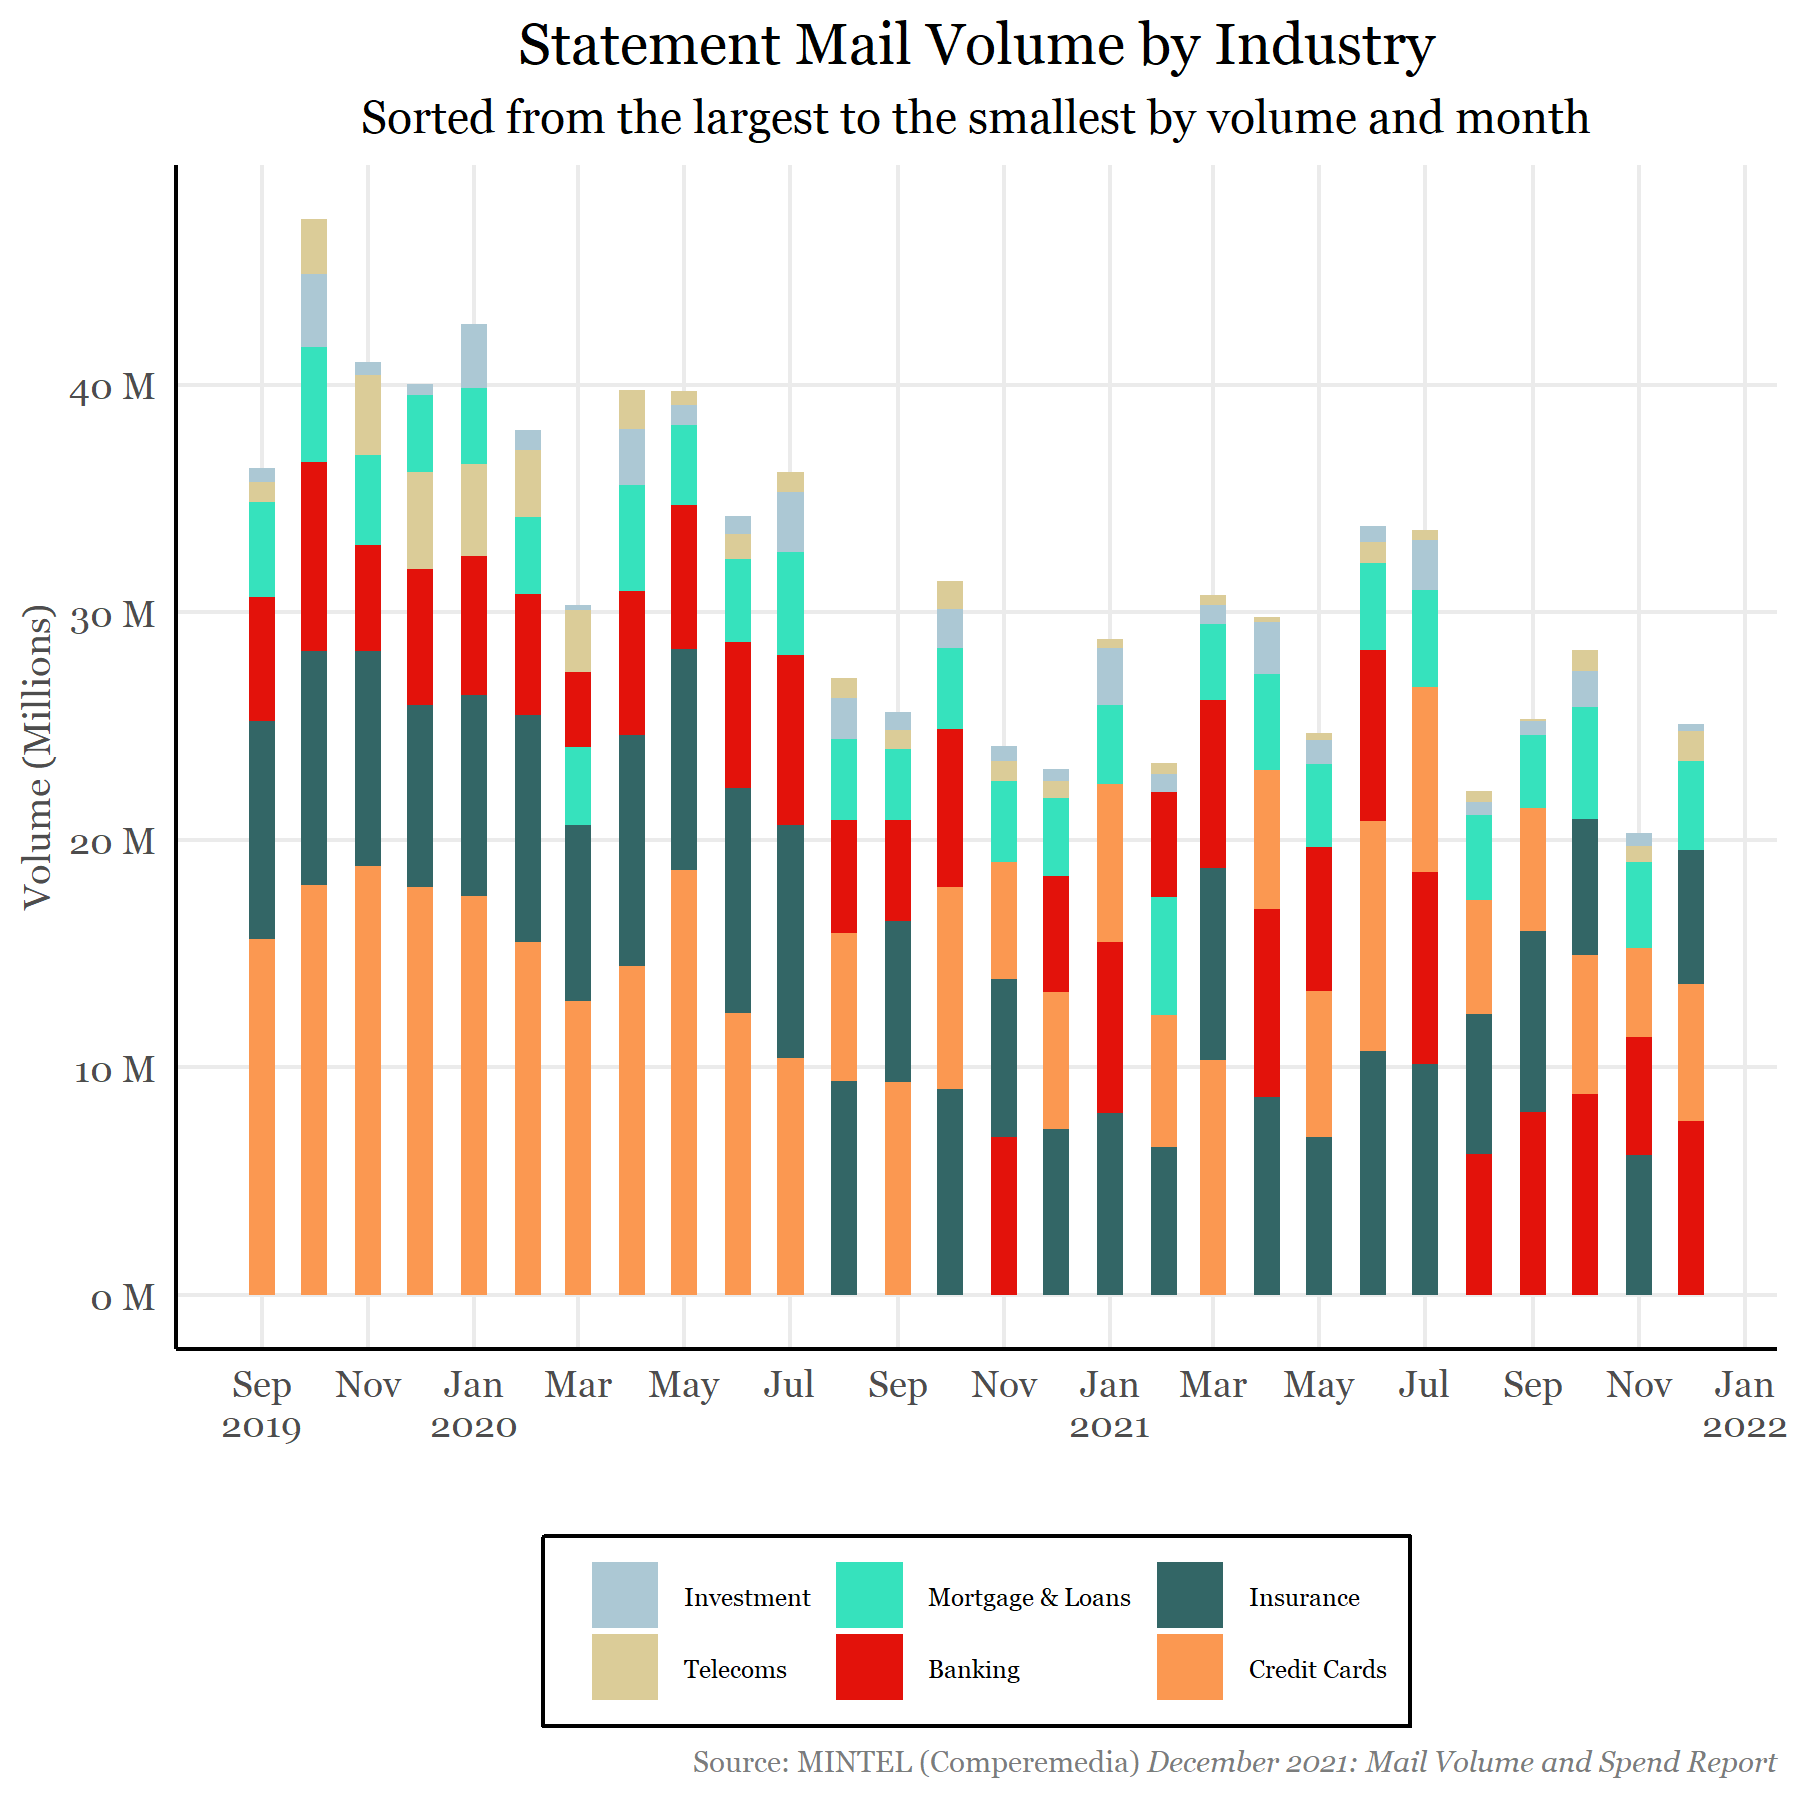 Statement Mail Volume by Industry
Sorted from the largest to the smallest by volume and month
Volume (Millions)
40 M
30 M
20 M
10 M
0 M
Sep Nov Jan Mar May Jul Sep Nov Jan Mar May Jul Sep Nov Jan
2019 2020 2021 2022
Investment Mortgage & Loans Insurance
Telecoms Banking Credit Cards
Source: MINTEL (Comperemedia) December 2021: Mail Volume and Spend Report